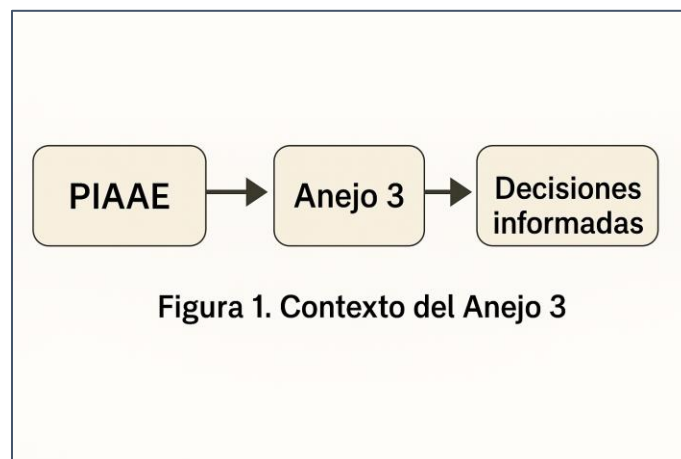 PIAAE
Anejo 3
Decisiones
informadas
Figura 1. Contexto del Anejo 3